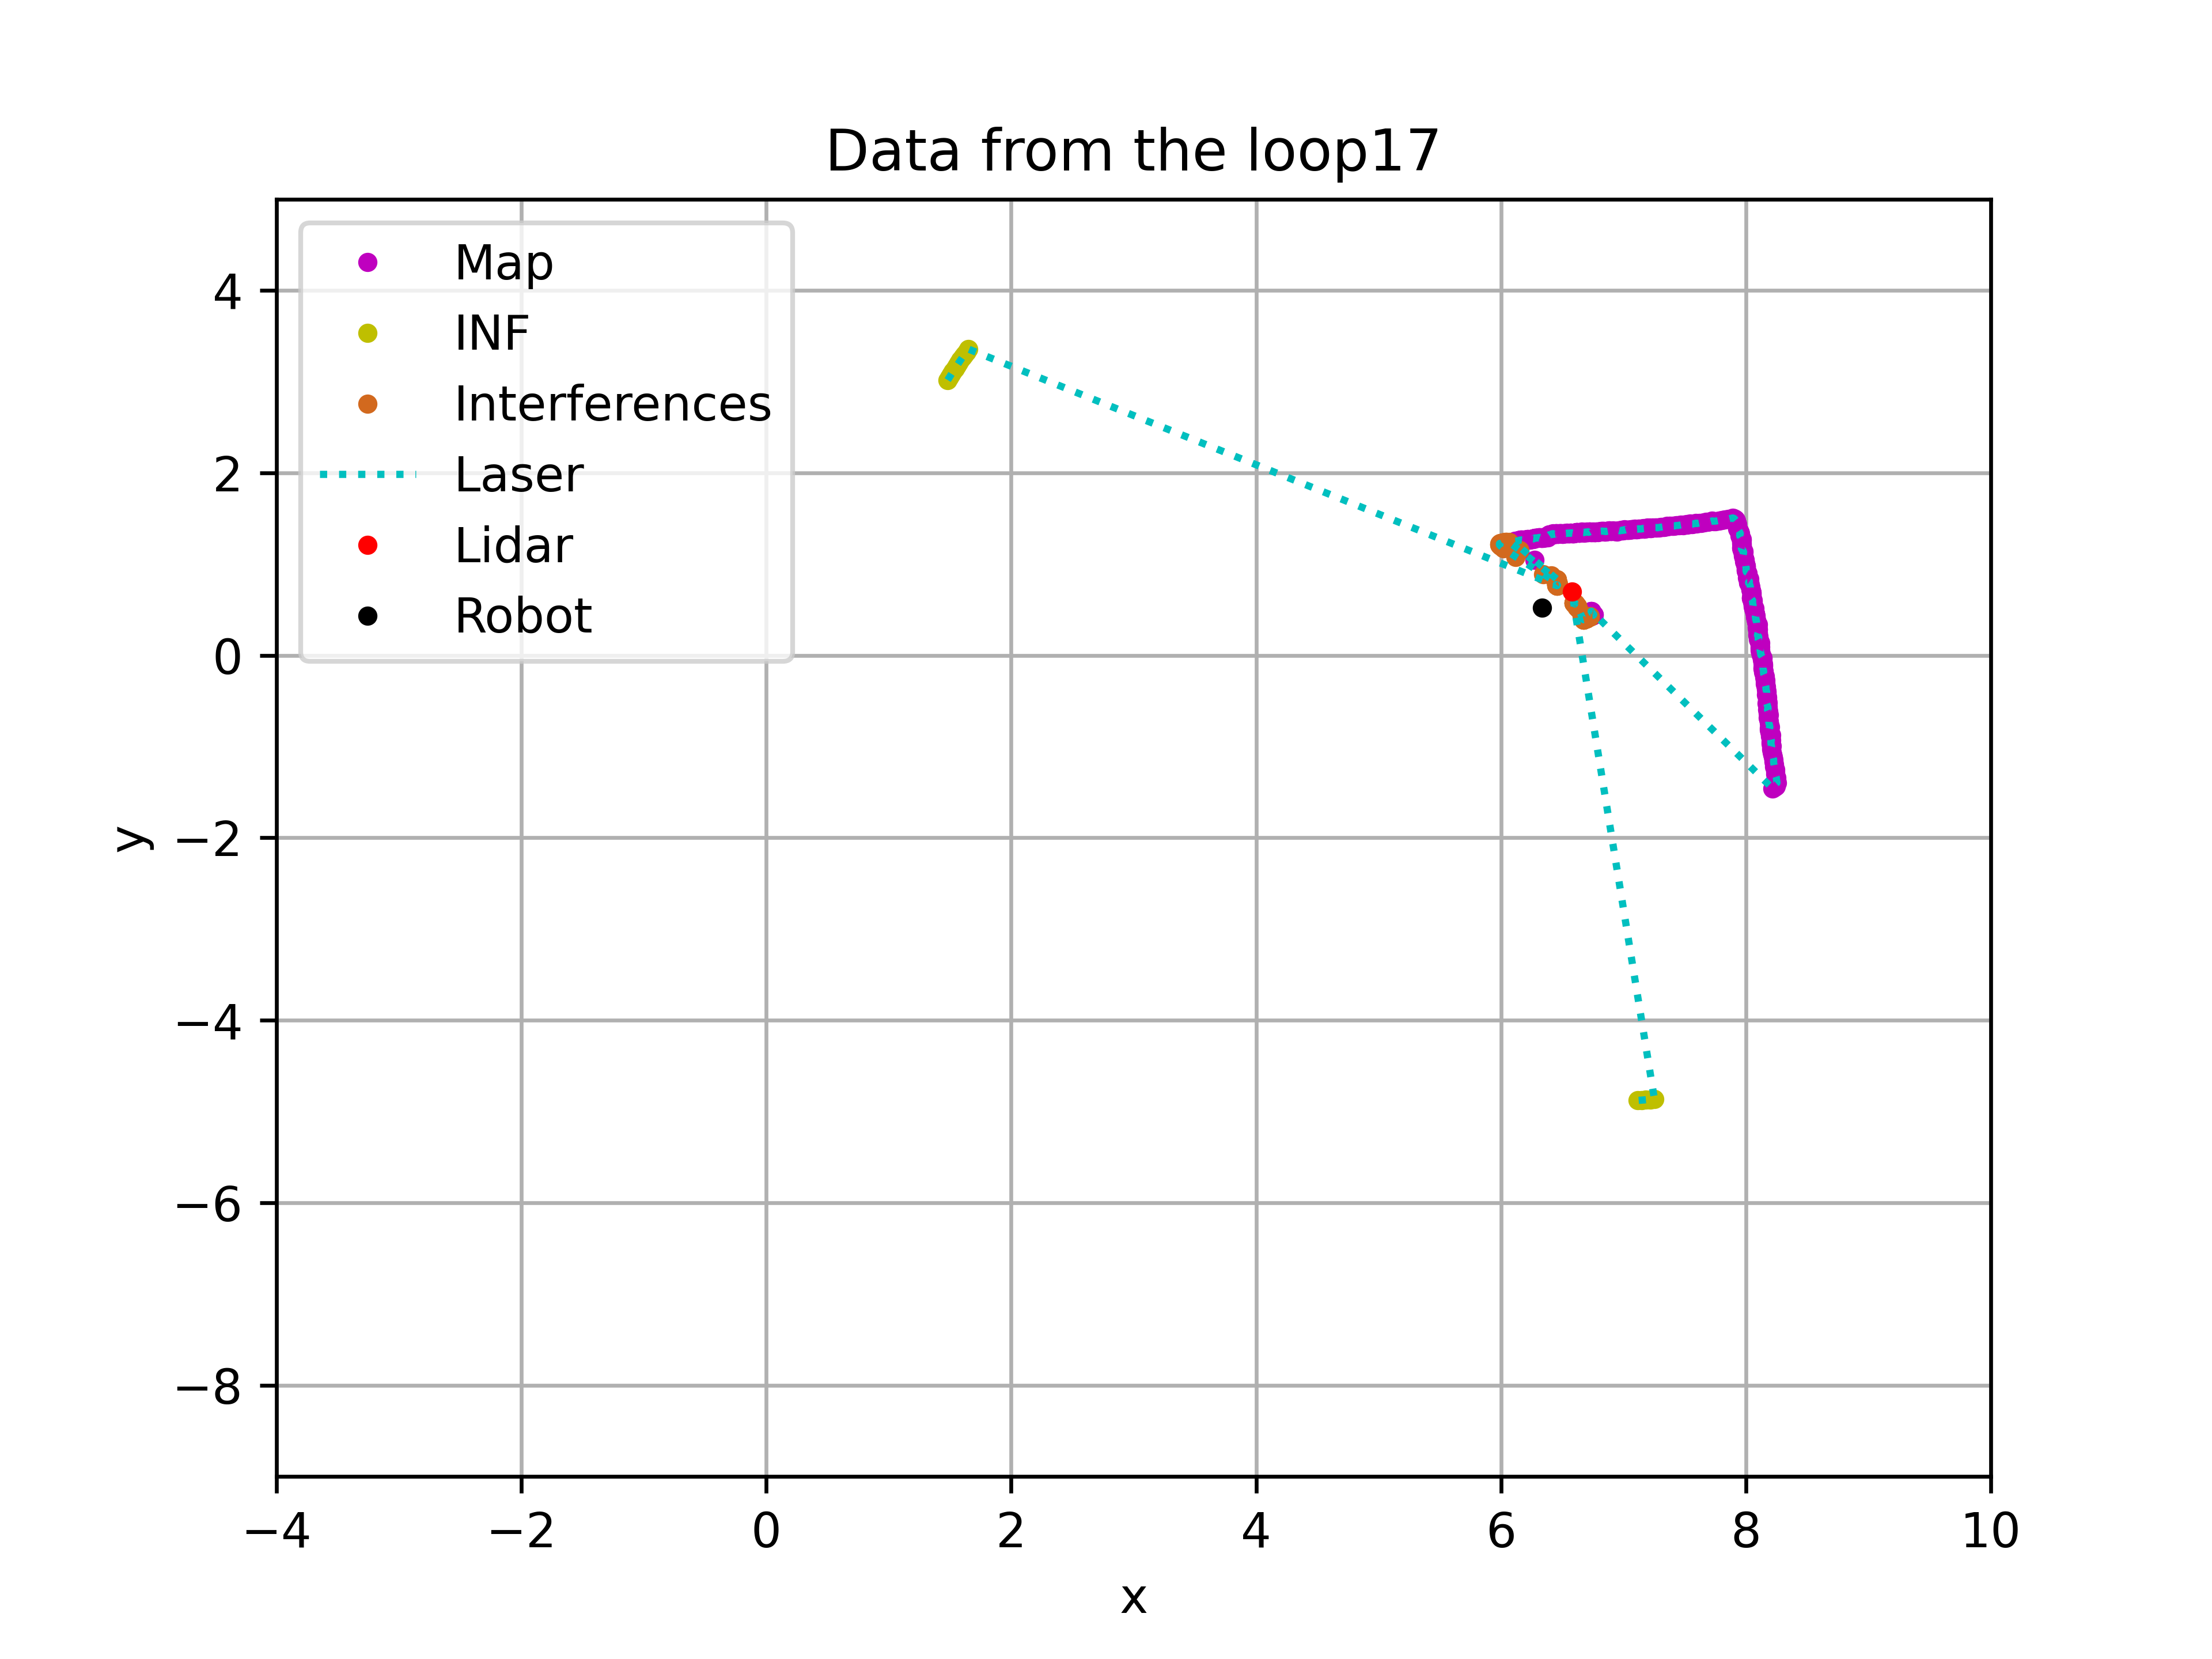 Data from the loop17
Map
INF
Interferences
Laser
Lidar
Robot
4
2
0
−2
−4
−6
−8
y
−4 −2 0 2 4 6 8 10
x